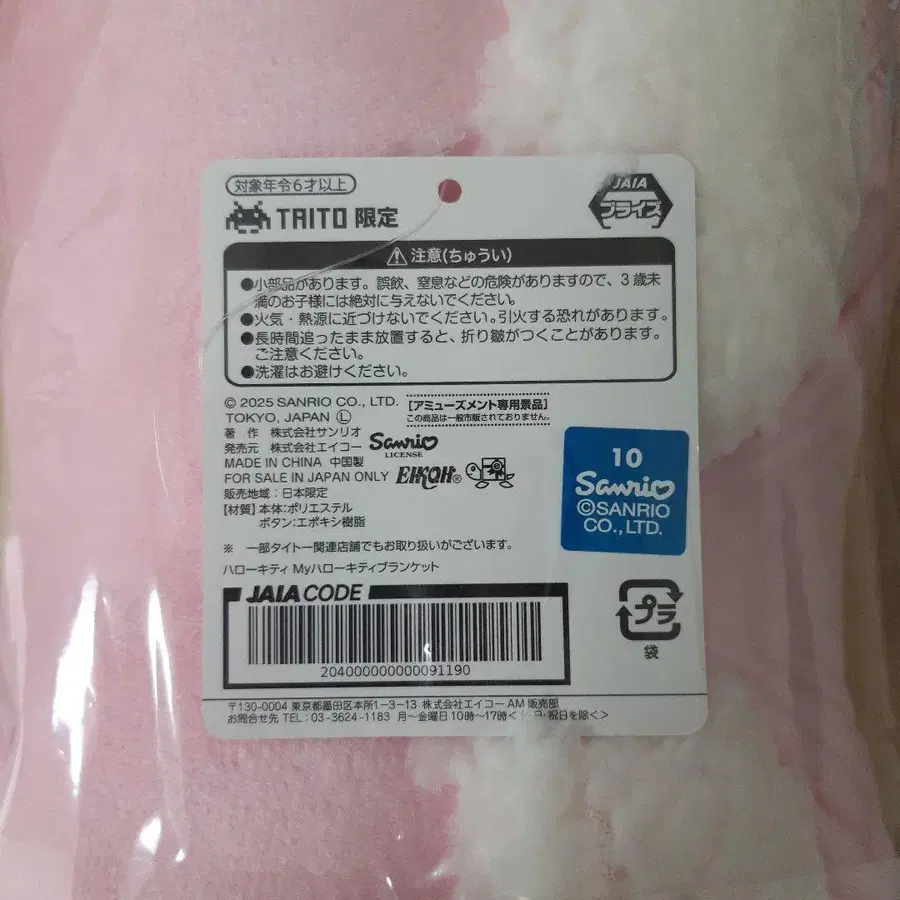 対象年令6才以上
TAITO 限定
JAIA
プライズ
注意(ちゅうい)
●小部品があります。誤飲、窒息などの危険がありますので、3歳未
満のお子様には絶対に与えないでください。
●火気・熱源に近づけないでください。引火する恐れがあります。
●長時間追ったまま放置すると、折り皺がつくことがあります。
ご注意ください。
●洗濯はお避けください。
© 2025 SANRIO CO., LTD.
TOKYO, JAPAN Ⓛ
[アミューズメント専用景品]
この商品は一般市販されておりません。
著 作 株式会社サンリオ
発売元 株式会社エイコー
Sanrio
LICENSE
MADE IN CHINA 中国製
FOR SALE IN JAPAN ONLY
EIKOH®
販売地域:日本限定
【材質】本体:ポリエステル
ボタン:エポキシ樹脂
10
Sanrio
©SANRIO
CO.,LTD.
※ 一部タイトー関連店舗でもお取り扱いがございます。
ハローキティ Myハローキティブランケット
JAIA CODE
204000000000091190
プラ
袋
〒130-0004 東京都墨田区本所1-3-13 株式会社エイコー AM 販売部
お問合せ先 TEL:03-3624-1183 月〜金曜日10時〜17時< ・祝日を除く>